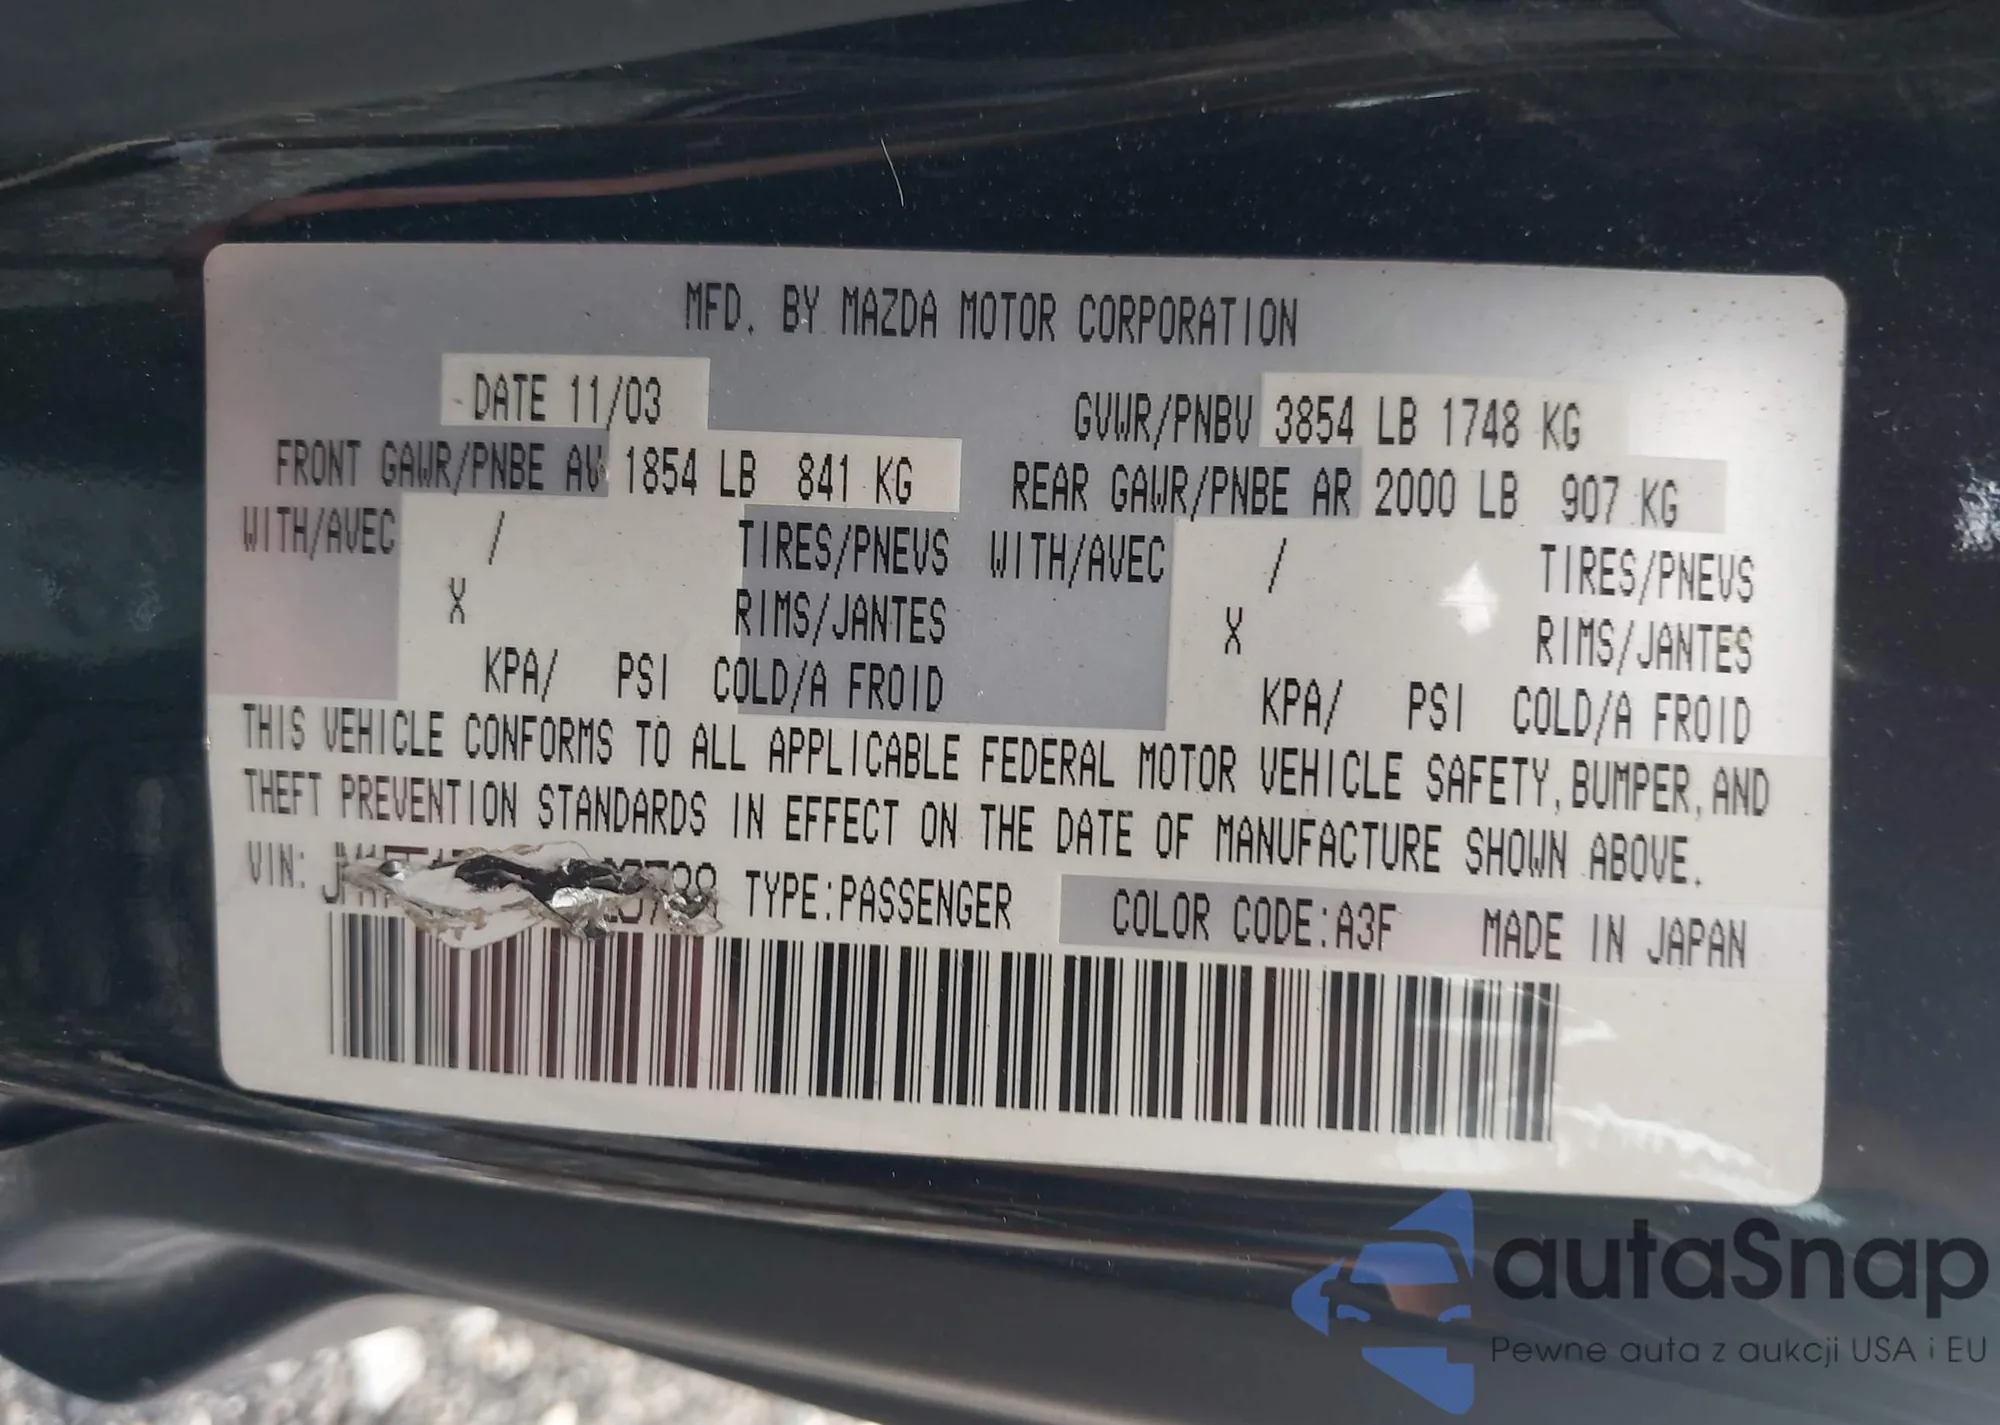 MFD. BY MAZDA MOTOR CORPORATION
DATE 11/03
GVWR/PNBV 3854 LB 1748 KG
FRONT GAWR/PNBE AV 1854 LB 841 KG
REAR GAWR/PNBE AR 2000 LB 907 KG
WITH/AVEC / TIRES/PNEVS
X RIMS/JANTES
KPA/ PSI COLD/A FROID
WITH/AVEC / TIRES/PNEVS
X RIMS/JANTES
KPA/ PSI COLD/A FROID
THIS VEHICLE CONFORMS TO ALL APPLICABLE FEDERAL MOTOR VEHICLE SAFETY, BUMPER, AND
THEFT PREVENTION STANDARDS IN EFFECT ON THE DATE OF MANUFACTURE SHOWN ABOVE.
VIN: TYPE:PASSENGER COLOR CODE:A3F MADE IN JAPAN
autaSnap
Pewne auta z aukcji USA i EU